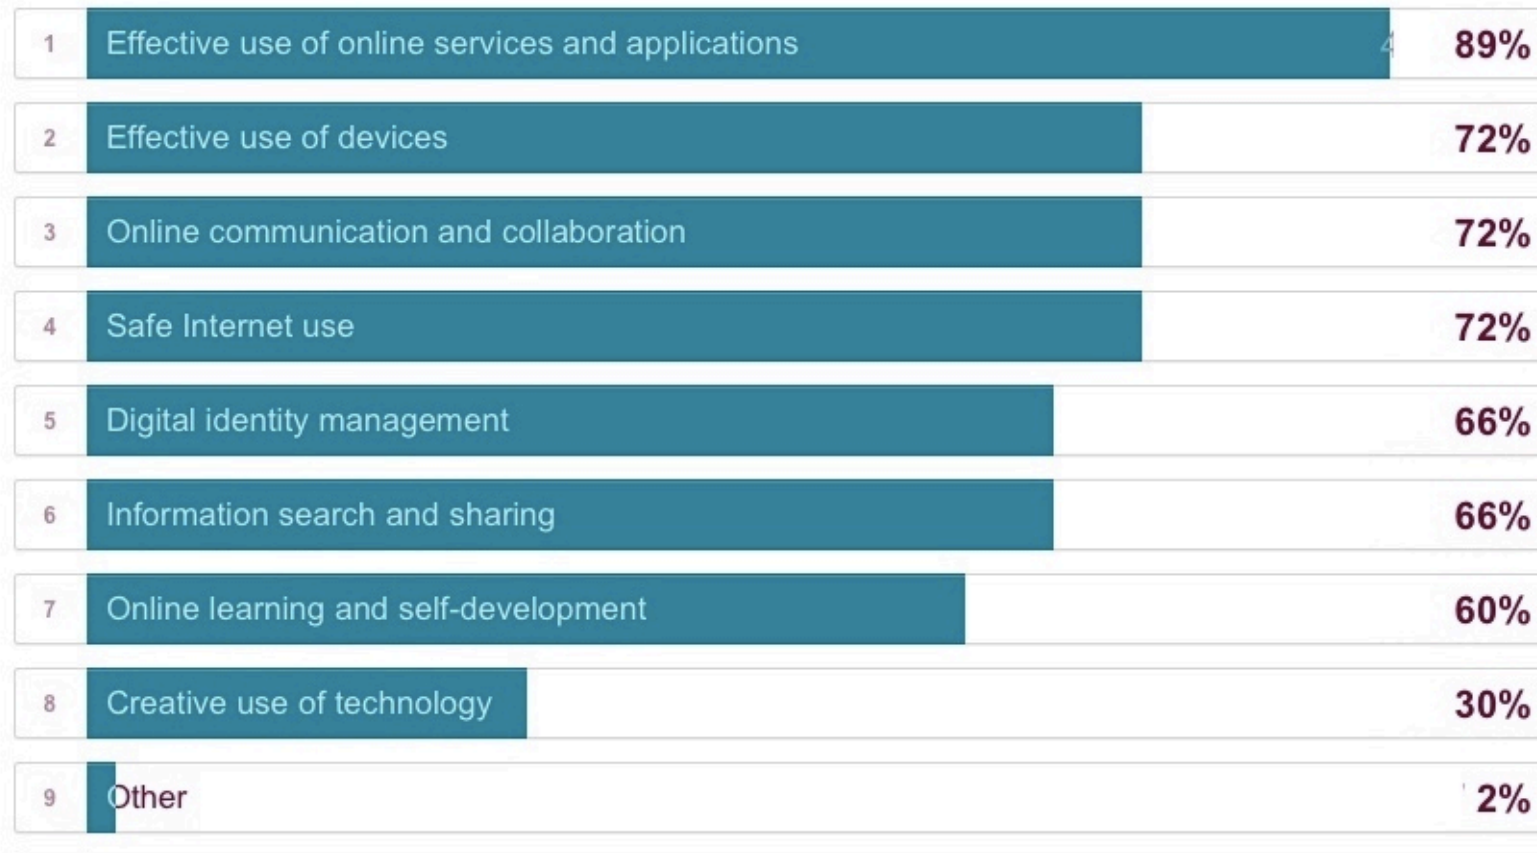 1 Effective use of online services and applications 89%
2 Effective use of devices 72%
3 Online communication and collaboration 72%
4 Safe Internet use 72%
5 Digital identity management 66%
6 Information search and sharing 66%
7 Online learning and self-development 60%
8 Creative use of technology 30%
9 Other 2%